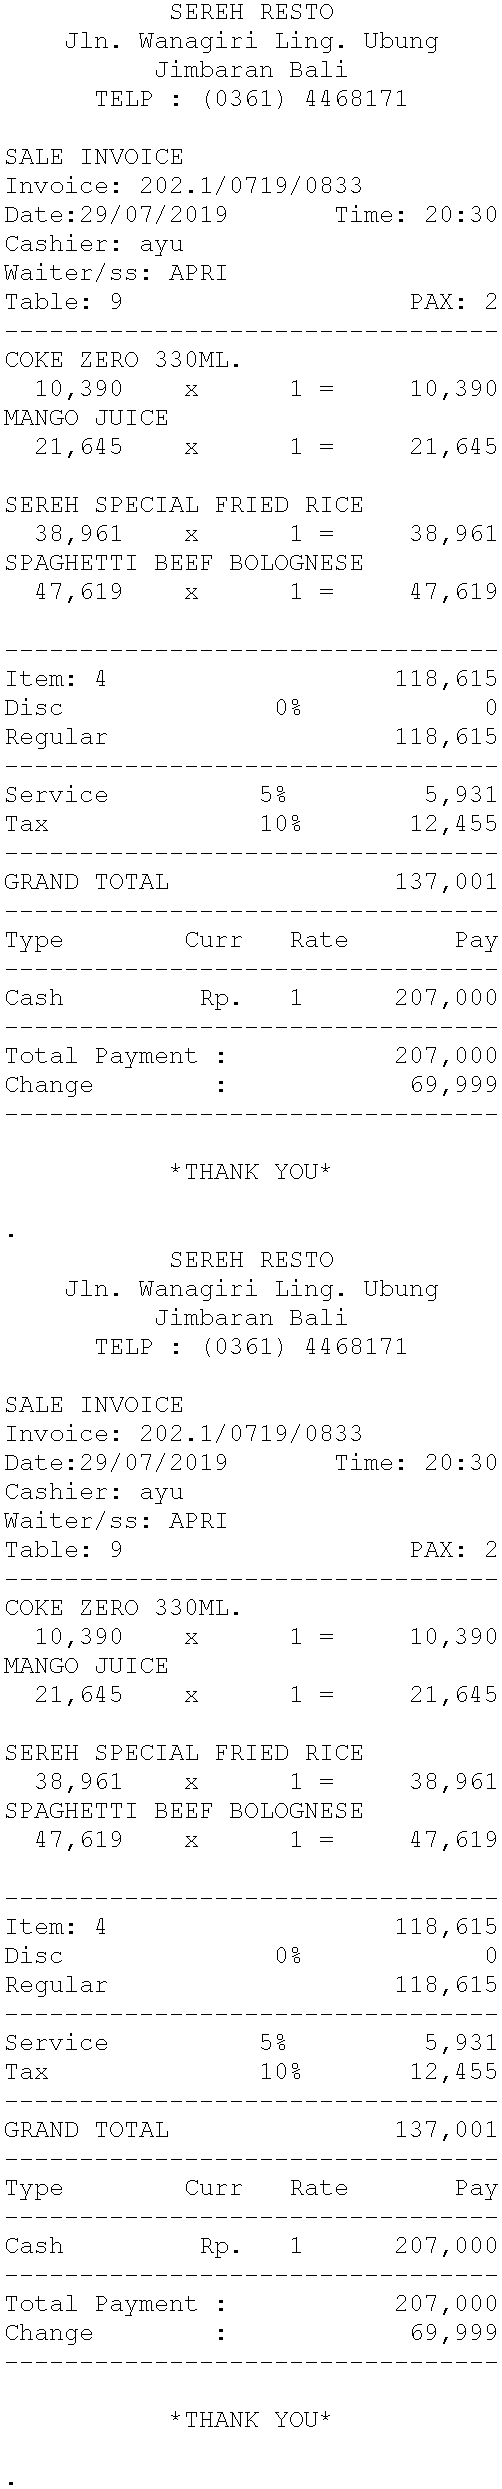 SEREH RESTO
Jln. Wanagiri Ling. Ubung
Jimbaran Bali
TELP : (0361) 4468171
SALE INVOICE
Invoice: 202.1/0719/0833
Date:29/07/2019 Time: 20:30
Cashier: ayu
Waiter/ss: APRI
Table: 9 PAX: 2
---------------------------------
COKE ZERO 330ML.
10,390 x 1 = 10,390
MANGO JUICE
21,645 x 1 = 21,645
SEREH SPECIAL FRIED RICE
38,961 x 1 = 38,961
SPAGHETTI BEEF BOLOGNESE
47,619 x 1 = 47,619
---------------------------------
Item: 4 118,615
Disc 0% 0
Regular 118,615
---------------------------------
Service 5% 5,931
Tax 10% 12,455
---------------------------------
GRAND TOTAL 137,001
---------------------------------
Type Curr Rate Pay
---------------------------------
Cash Rp. 1 207,000
---------------------------------
Total Payment : 207,000
Change : 69,999
---------------------------------
*THANK YOU*
.
SEREH RESTO
Jln. Wanagiri Ling. Ubung
Jimbaran Bali
TELP : (0361) 4468171
SALE INVOICE
Invoice: 202.1/0719/0833
Date:29/07/2019 Time: 20:30
Cashier: ayu
Waiter/ss: APRI
Table: 9 PAX: 2
---------------------------------
COKE ZERO 330ML.
10,390 x 1 = 10,390
MANGO JUICE
21,645 x 1 = 21,645
SEREH SPECIAL FRIED RICE
38,961 x 1 = 38,961
SPAGHETTI BEEF BOLOGNESE
47,619 x 1 = 47,619
---------------------------------
Item: 4 118,615
Disc 0% 0
Regular 118,615
---------------------------------
Service 5% 5,931
Tax 10% 12,455
---------------------------------
GRAND TOTAL 137,001
---------------------------------
Type Curr Rate Pay
---------------------------------
Cash Rp. 1 207,000
---------------------------------
Total Payment : 207,000
Change : 69,999
---------------------------------
*THANK YOU*
.